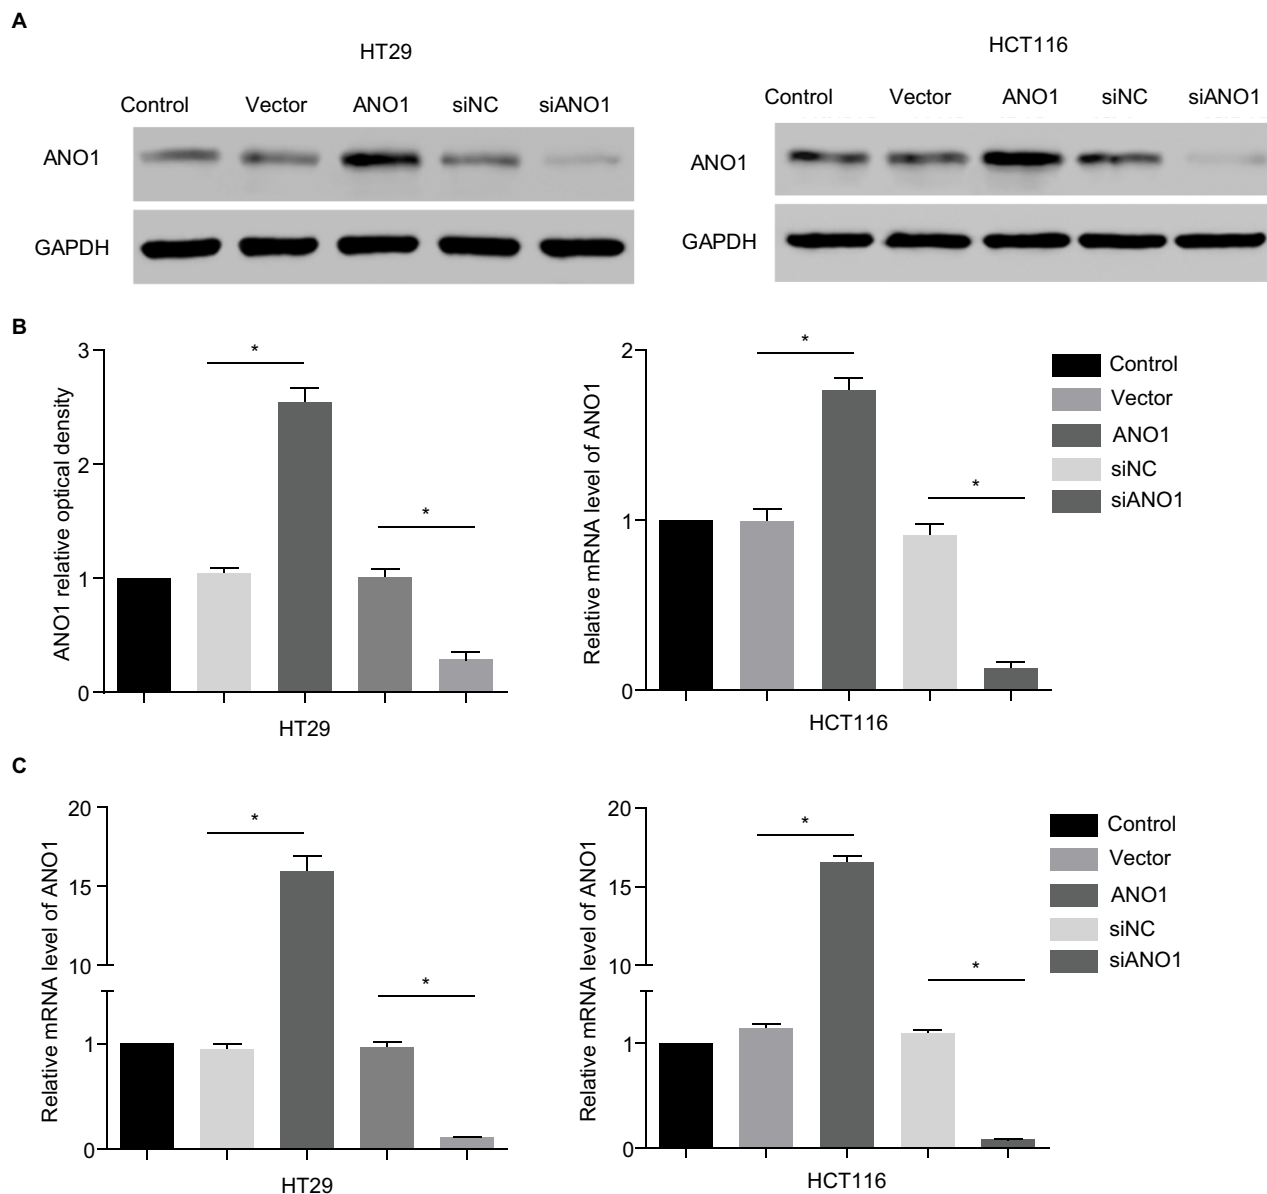 A
HT29
HCT116
Control Vector ANO1 siNC siANO1
Control Vector ANO1 siNC siANO1
ANO1
ANO1
GAPDH
GAPDH
B
ANO1 relative optical density
3
2
1
0
*
*
HT29
Relative mRNA level of ANO1
2
1
0
*
*
HCT116
Control
Vector
ANO1
siNC
siANO1
C
Relative mRNA level of ANO1
20
15
10
1
0
*
*
HT29
Relative mRNA level of ANO1
20
15
10
1
0
*
*
HCT116
Control
Vector
ANO1
siNC
siANO1